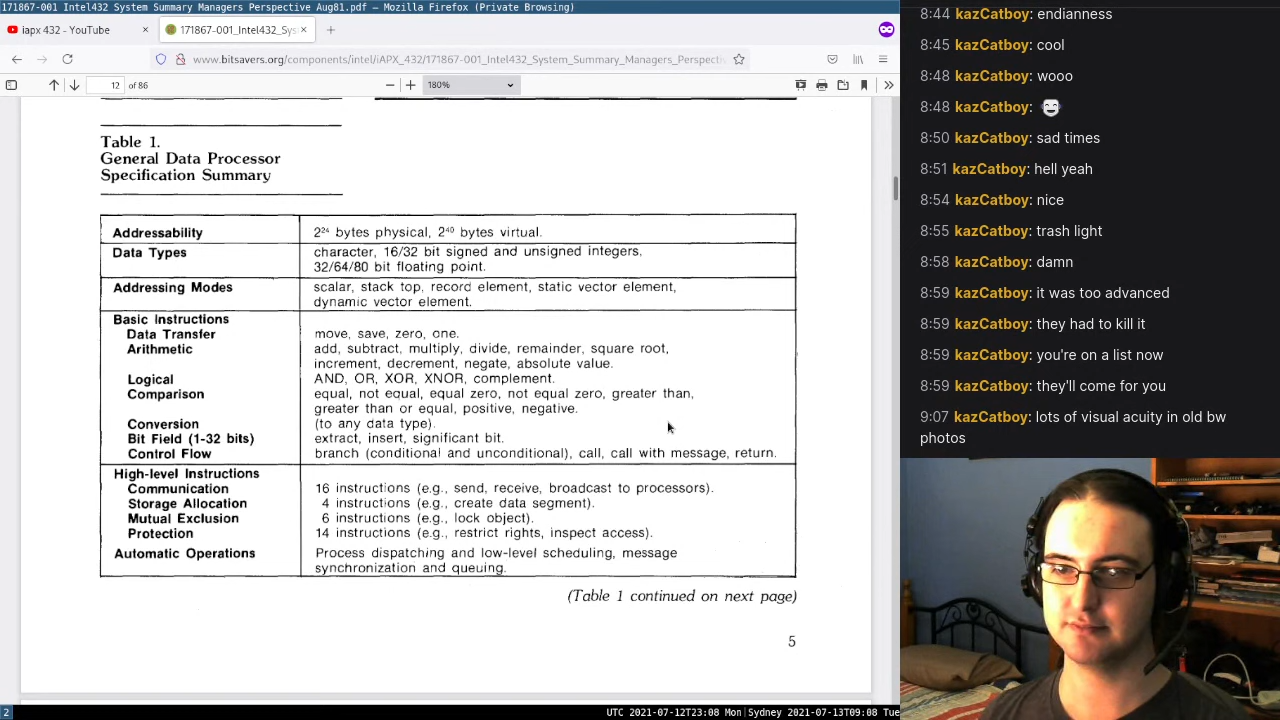 171867-001 Intel432 System Summary Managers Perspective Aug81.pdf - Mozilla Firefox (Private Browsing)
iapx 432 - YouTube
171867-001_Intel432_Sys
www.bitsavers.org/components/intel/iAPX_432/171867-001_Intel432_System_Summary_Managers_Perspecti
12 of 86
180%
Table 1.
General Data Processor
Specification Summary
Addressability 2²⁴ bytes physical, 2⁴⁰ bytes virtual.
Data Types character, 16/32 bit signed and unsigned integers,
32/64/80 bit floating point.
Addressing Modes scalar, stack top, record element, static vector element,
dynamic vector element.
Basic Instructions
Data Transfer move, save, zero, one.
Arithmetic add, subtract, multiply, divide, remainder, square root,
increment, decrement, negate, absolute value.
Logical AND, OR, XOR, XNOR, complement.
Comparison equal, not equal, equal zero, not equal zero, greater than,
greater than or equal, positive, negative.
Conversion (to any data type).
Bit Field (1-32 bits) extract, insert, significant bit.
Control Flow branch (conditional and unconditional), call, call with message, return.
High-level Instructions
Communication 16 instructions (e.g., send, receive, broadcast to processors).
Storage Allocation 4 instructions (e.g., create data segment).
Mutual Exclusion 6 instructions (e.g., lock object).
Protection 14 instructions (e.g., restrict rights, inspect access).
Automatic Operations Process dispatching and low-level scheduling, message
synchronization and queuing.
(Table 1 continued on next page)
5
8:44 kazCatboy: endianness
8:45 kazCatboy: cool
8:48 kazCatboy: wooo
8:48 kazCatboy:
8:50 kazCatboy: sad times
8:51 kazCatboy: hell yeah
8:54 kazCatboy: nice
8:55 kazCatboy: trash light
8:58 kazCatboy: damn
8:59 kazCatboy: it was too advanced
8:59 kazCatboy: they had to kill it
8:59 kazCatboy: you're on a list now
8:59 kazCatboy: they'll come for you
9:07 kazCatboy: lots of visual acuity in old bw
photos
2
UTC 2021-07-12T23:08 Mon Sydney 2021-07-13T09:08 Tue